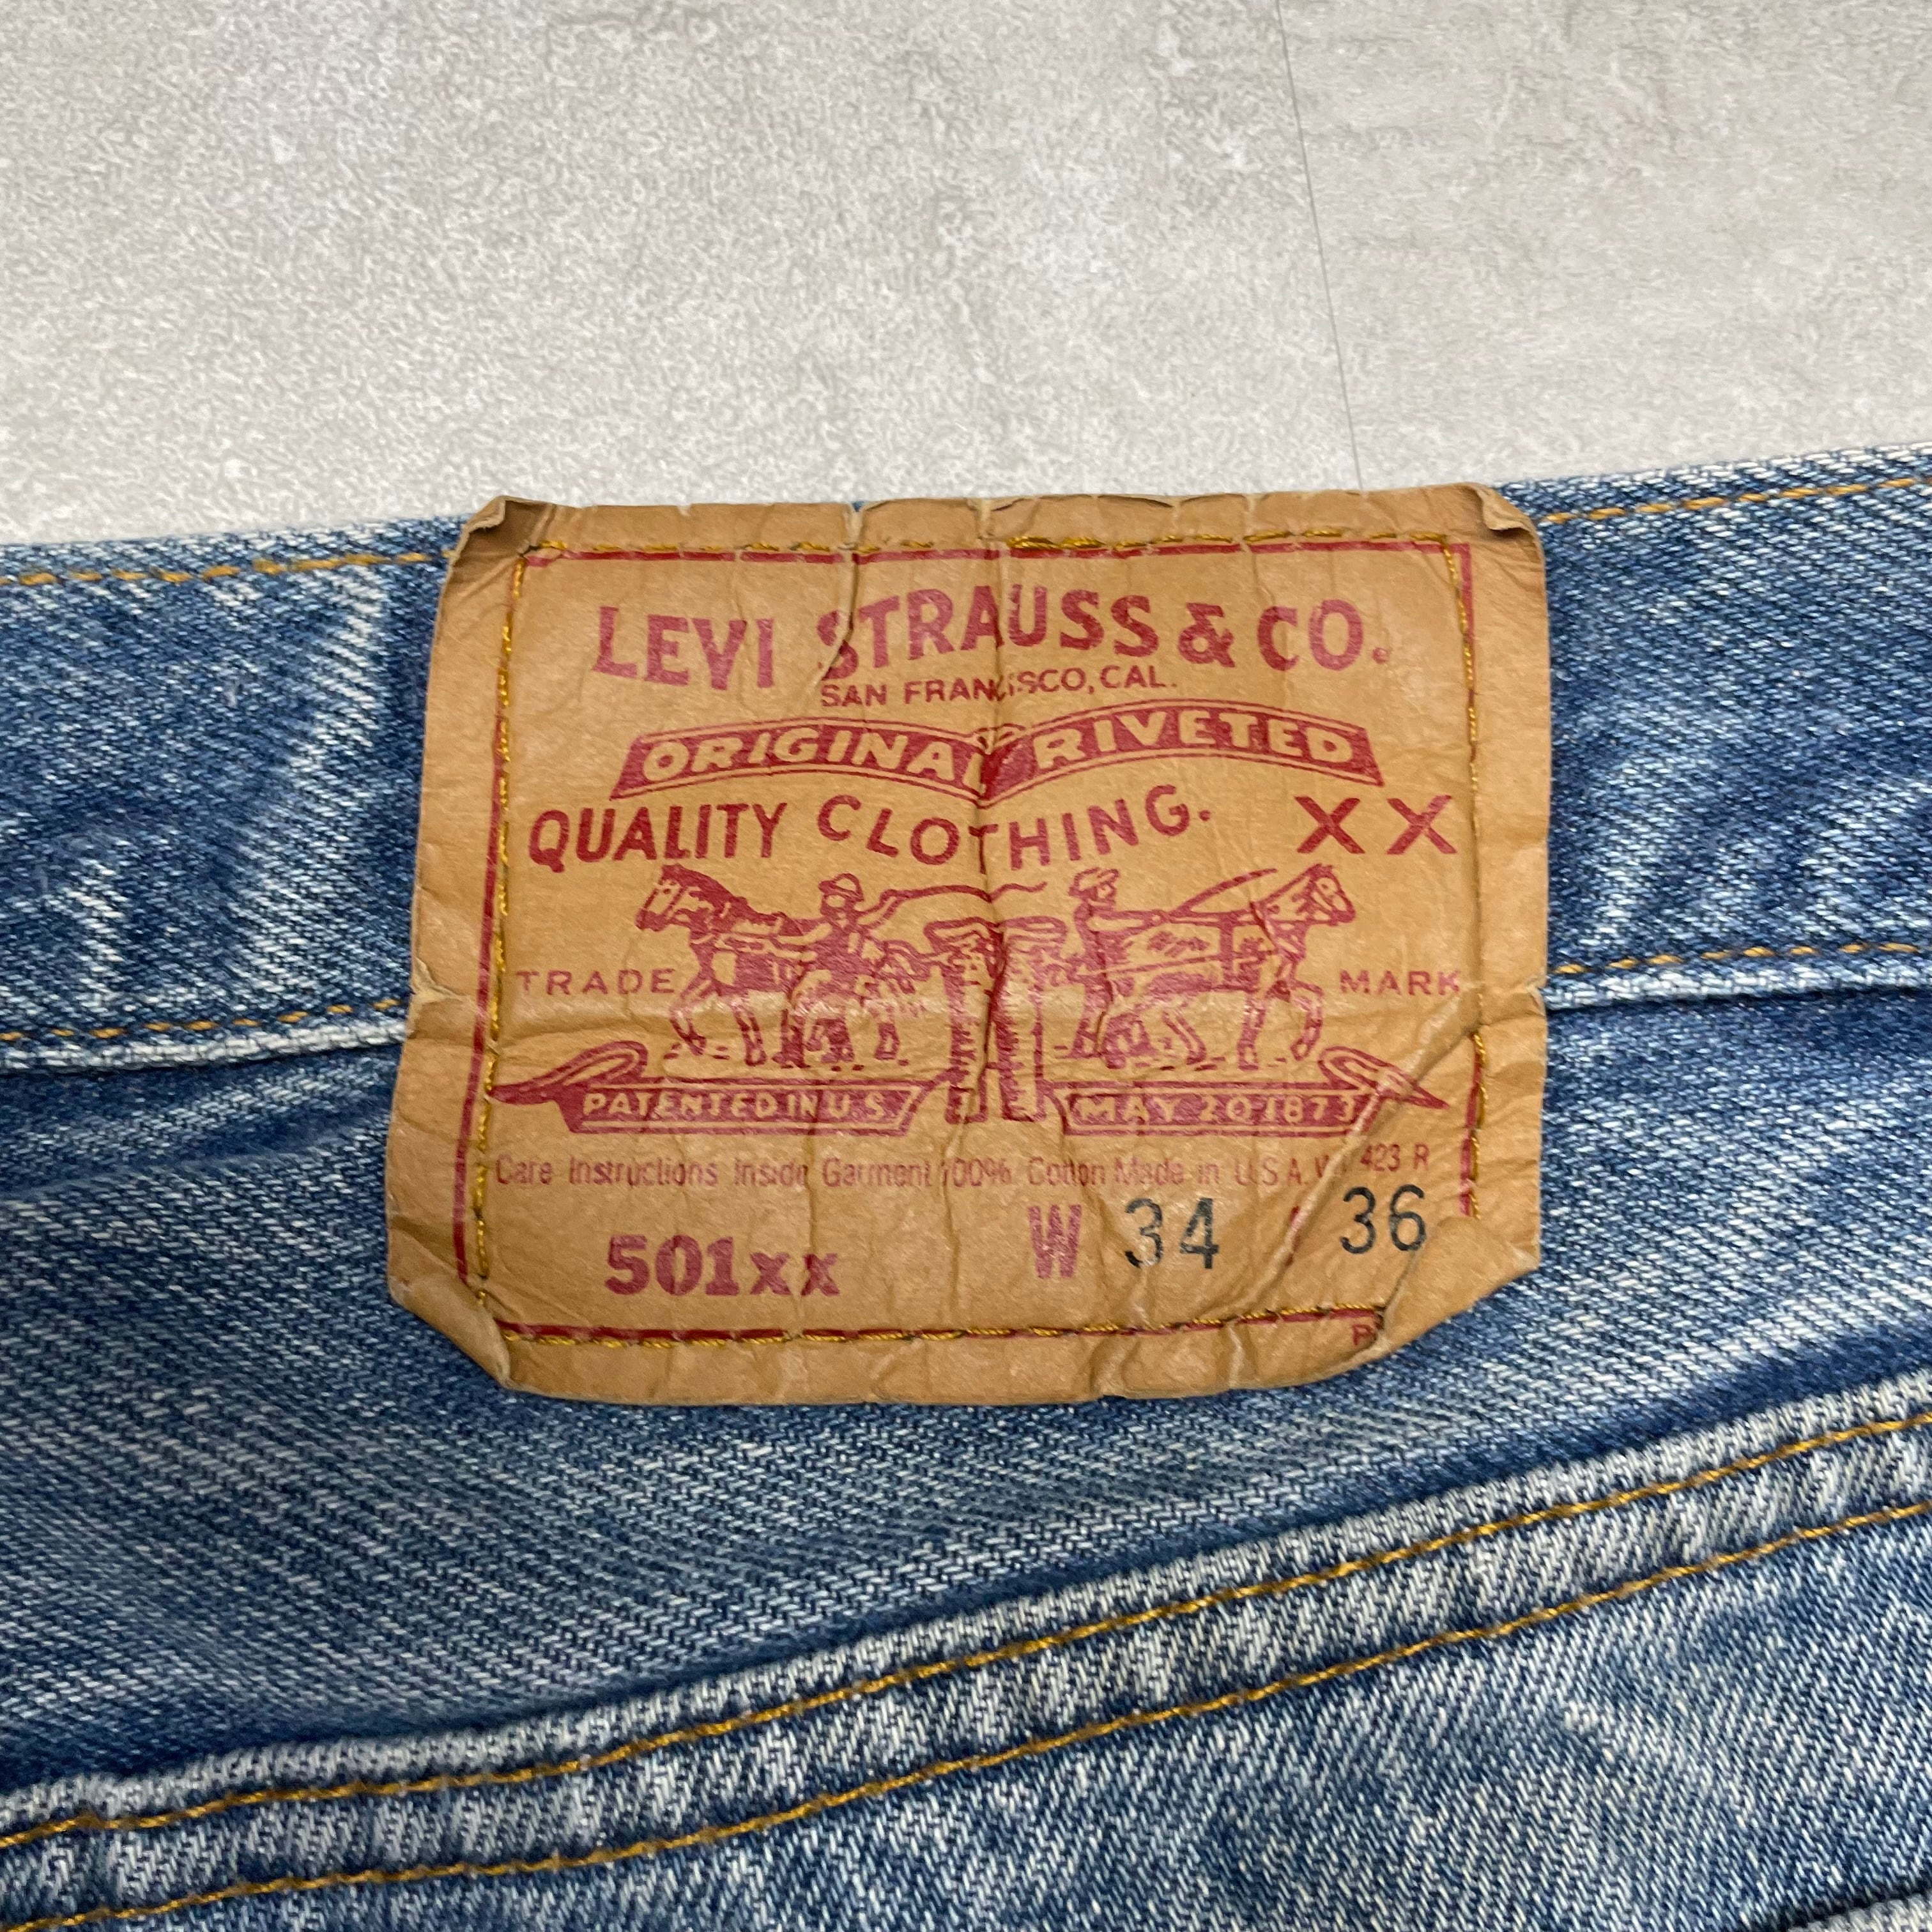 LEVI STRAUSS & CO.
SAN FRANCISCO, CAL.
ORIGINAL RIVETED
QUALITY CLOTHING. XX
TRADE MARK
PATENTED IN U.S. MAY 20 1873
Care Instructions Inside Garment 100% Cotton Made in U.S.A. 423 R
501xx W 34 36